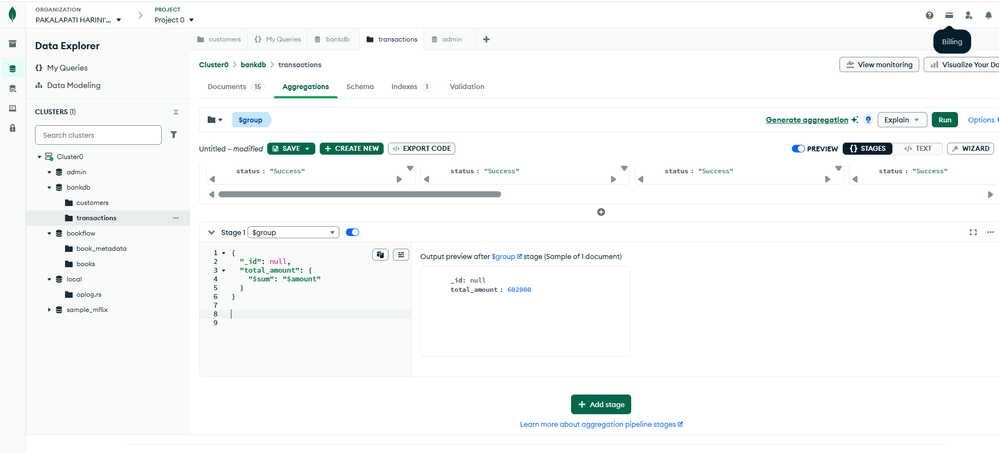 ORGANIZATION
PAKALAPATI HARINI'...
PROJECT
Project 0
Billing
Data Explorer
{} My Queries
Data Modeling
CLUSTERS (1)
Search clusters
Cluster0
admin
bankdb
customers
transactions
bookflow
book_metadata
books
local
oplog.rs
sample_mflix
customers {} My Queries bankdb transactions admin +
Cluster0 > bankdb > transactions
View monitoring Visualize Your Da
Documents 15 Aggregations Schema Indexes 1 Validation
$group
Generate aggregation Explain Run Options
Untitled – modified SAVE + CREATE NEW </> EXPORT CODE PREVIEW {} STAGES </> TEXT WIZARD
status : "Success" status : "Success" status : "Success" status : "Success"
Stage 1 $group
1 {
2 "_id": null,
3 "total_amount": {
4 "$sum": "$amount"
5 }
6 }
7
8
9
Output preview after $group stage (Sample of 1 document)
_id: null
total_amount : 602000
+ Add stage
Learn more about aggregation pipeline stages